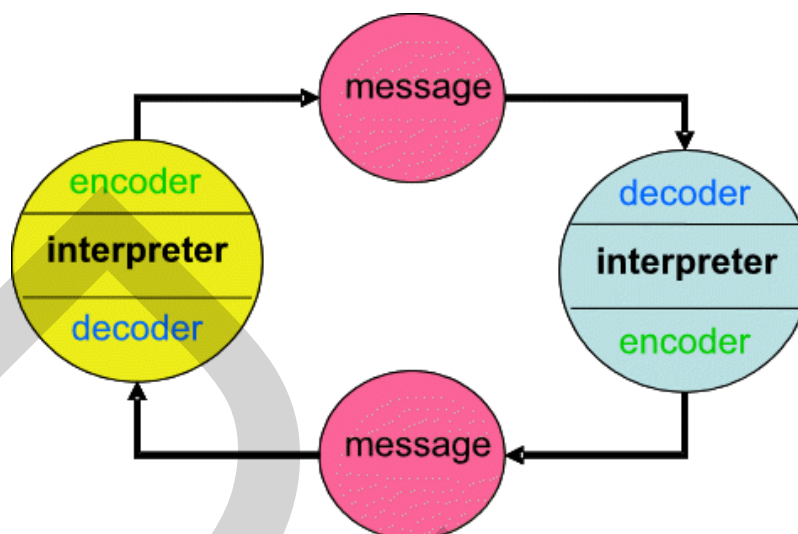 message
encoder
interpreter
decoder
decoder
interpreter
encoder
message